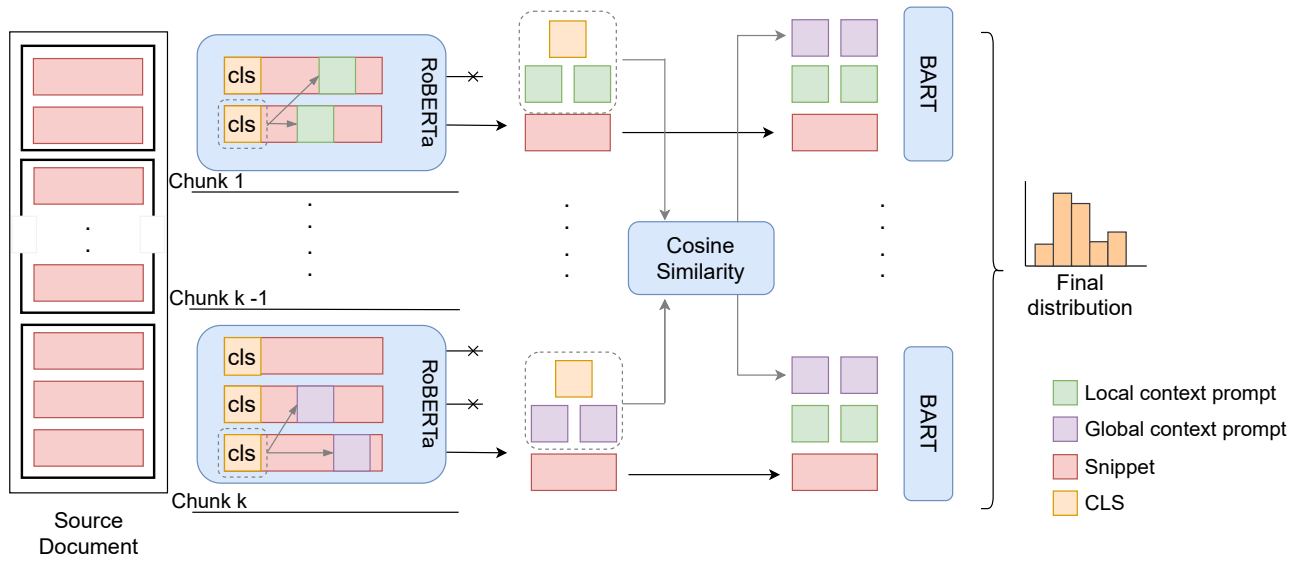 cls
cls
RoBERTa
Chunk 1
Chunk k -1
cls
cls
cls
RoBERTa
Chunk k
Source
Document
Cosine
Similarity
BART
BART
Final
distribution
Local context prompt
Global context prompt
Snippet
CLS